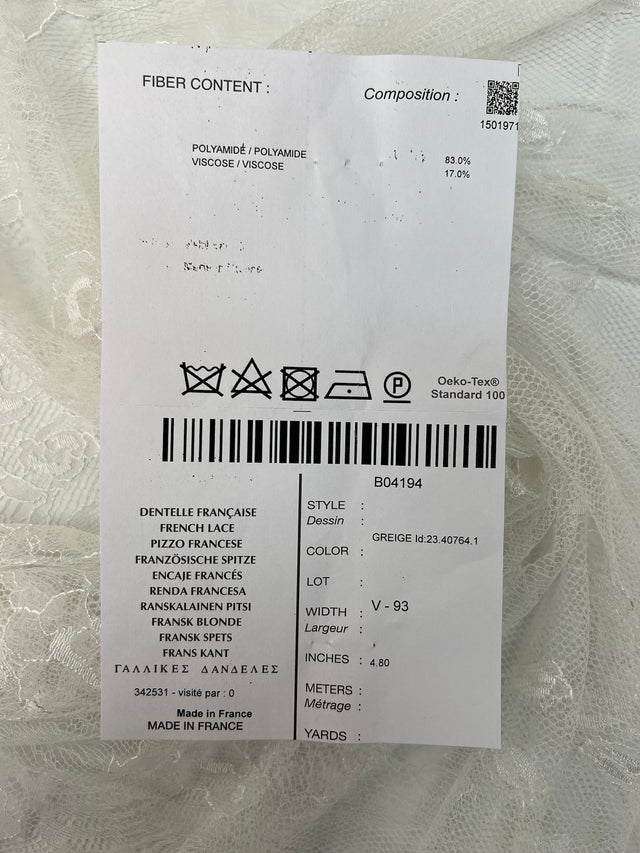 FIBER CONTENT :
Composition :
1501971
POLYAMIDE / POLYAMIDE 83.0%
VISCOSE / VISCOSE 17.0%
P
Oeko-Tex®
Standard 100
B04194
DENTELLE FRANÇAISE
FRENCH LACE
PIZZO FRANCESE
FRANZÖSISCHE SPITZE
ENCAJE FRANCÉS
RENDA FRANCESA
RANSKALAINEN PITSI
FRANSK BLONDE
FRANSK SPETS
FRANS KANT
ΓΑΛΛΙΚΕΣ ΔΑΝΔΕΛΕΣ
342531 - visité par : 0
Made in France
MADE IN FRANCE
STYLE :
Dessin :
GREIGE Id:23.40764.1
COLOR :
LOT :
WIDTH : V - 93
Largeur :
INCHES : 4.80
METERS :
Métrage :
YARDS :